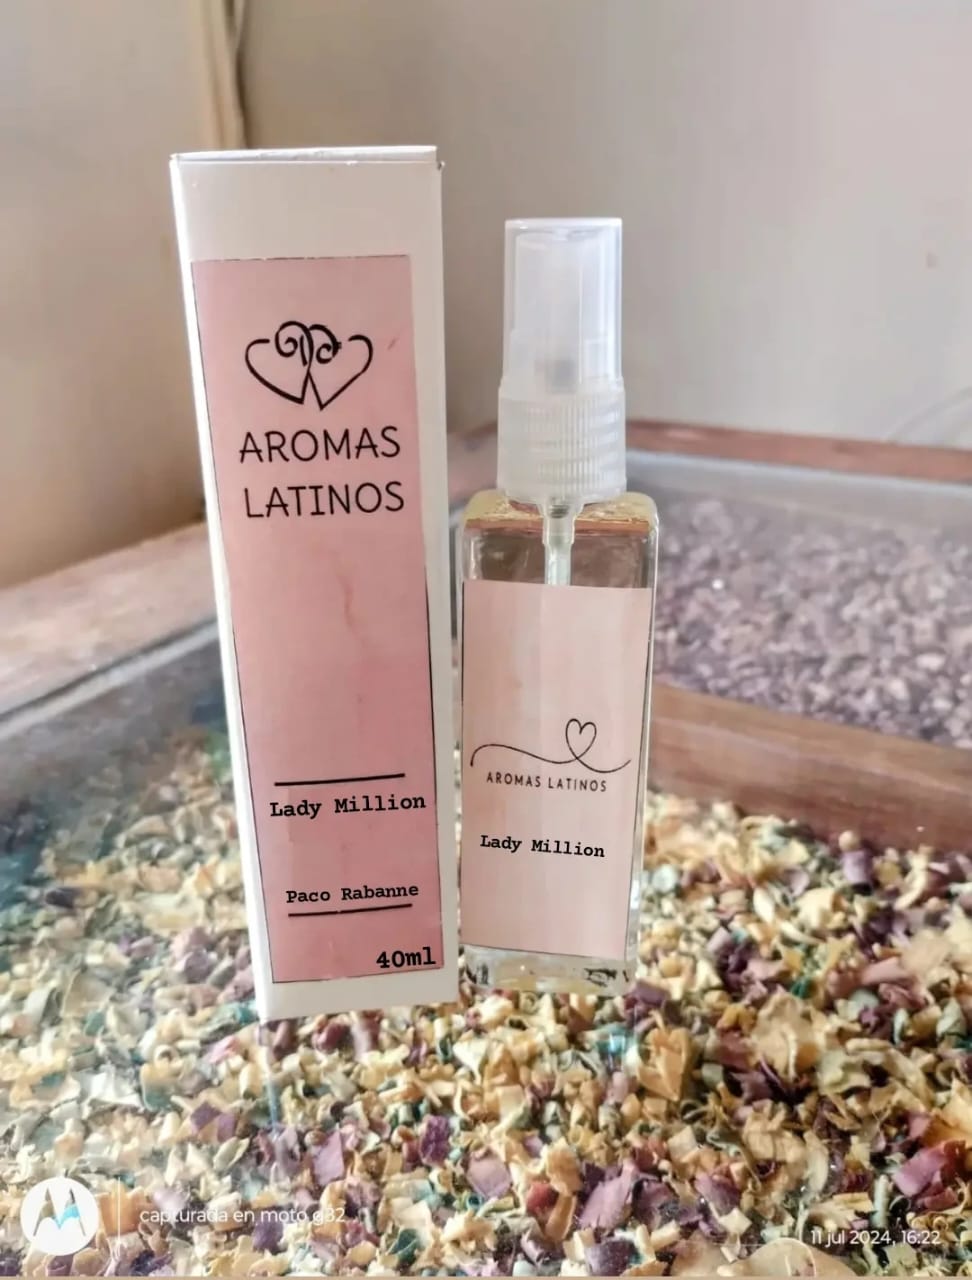 AROMAS
LATINOS
Lady Million
Paco Rabanne
40ml
AROMAS LATINOS
Lady Million
capturada en moto g32
11 jul 2024, 16:22